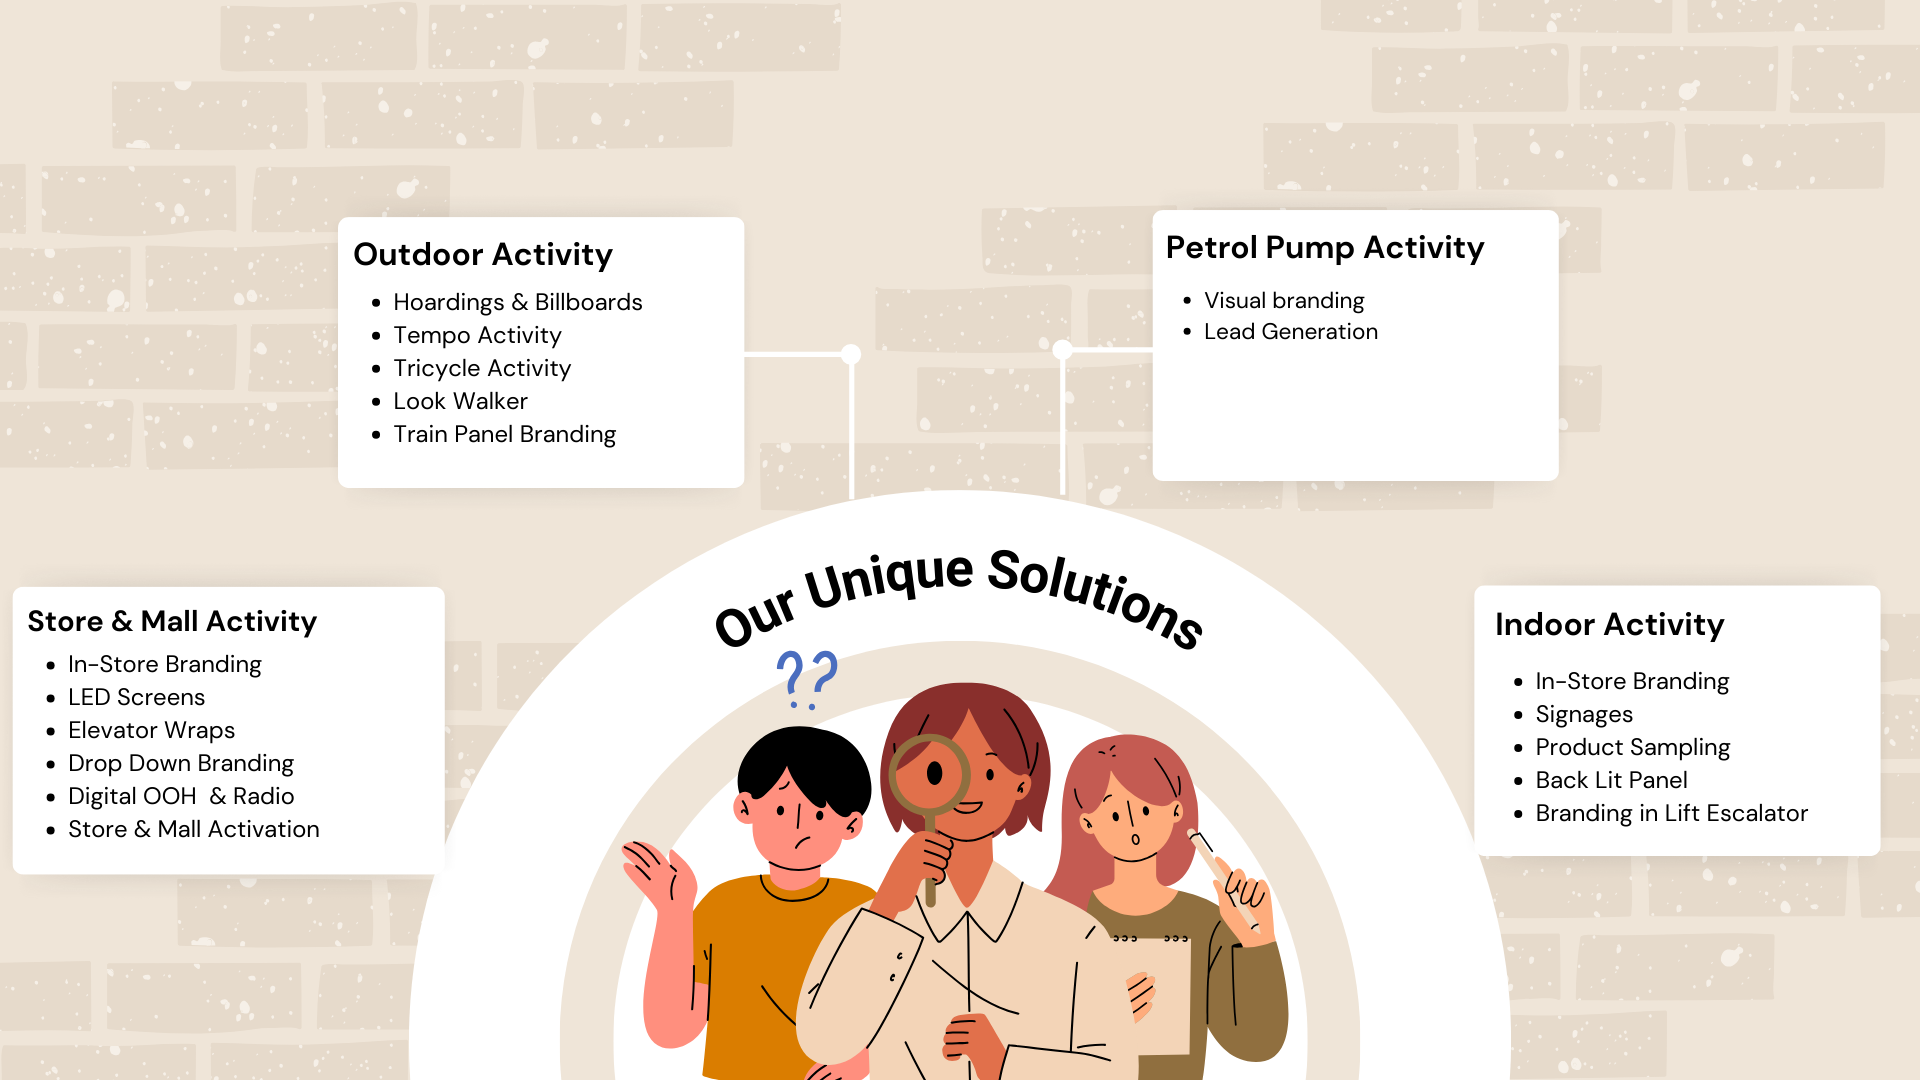 Outdoor Activity
• Hoardings & Billboards
• Tempo Activity
• Tricycle Activity
• Look Walker
• Train Panel Branding
Petrol Pump Activity
• Visual branding
• Lead Generation
Our Unique Solutions
??
Store & Mall Activity
• In-Store Branding
• LED Screens
• Elevator Wraps
• Drop Down Branding
• Digital OOH  & Radio
• Store & Mall Activation
Indoor Activity
• In-Store Branding
• Signages
• Product Sampling
• Back Lit Panel
• Branding in Lift Escalator